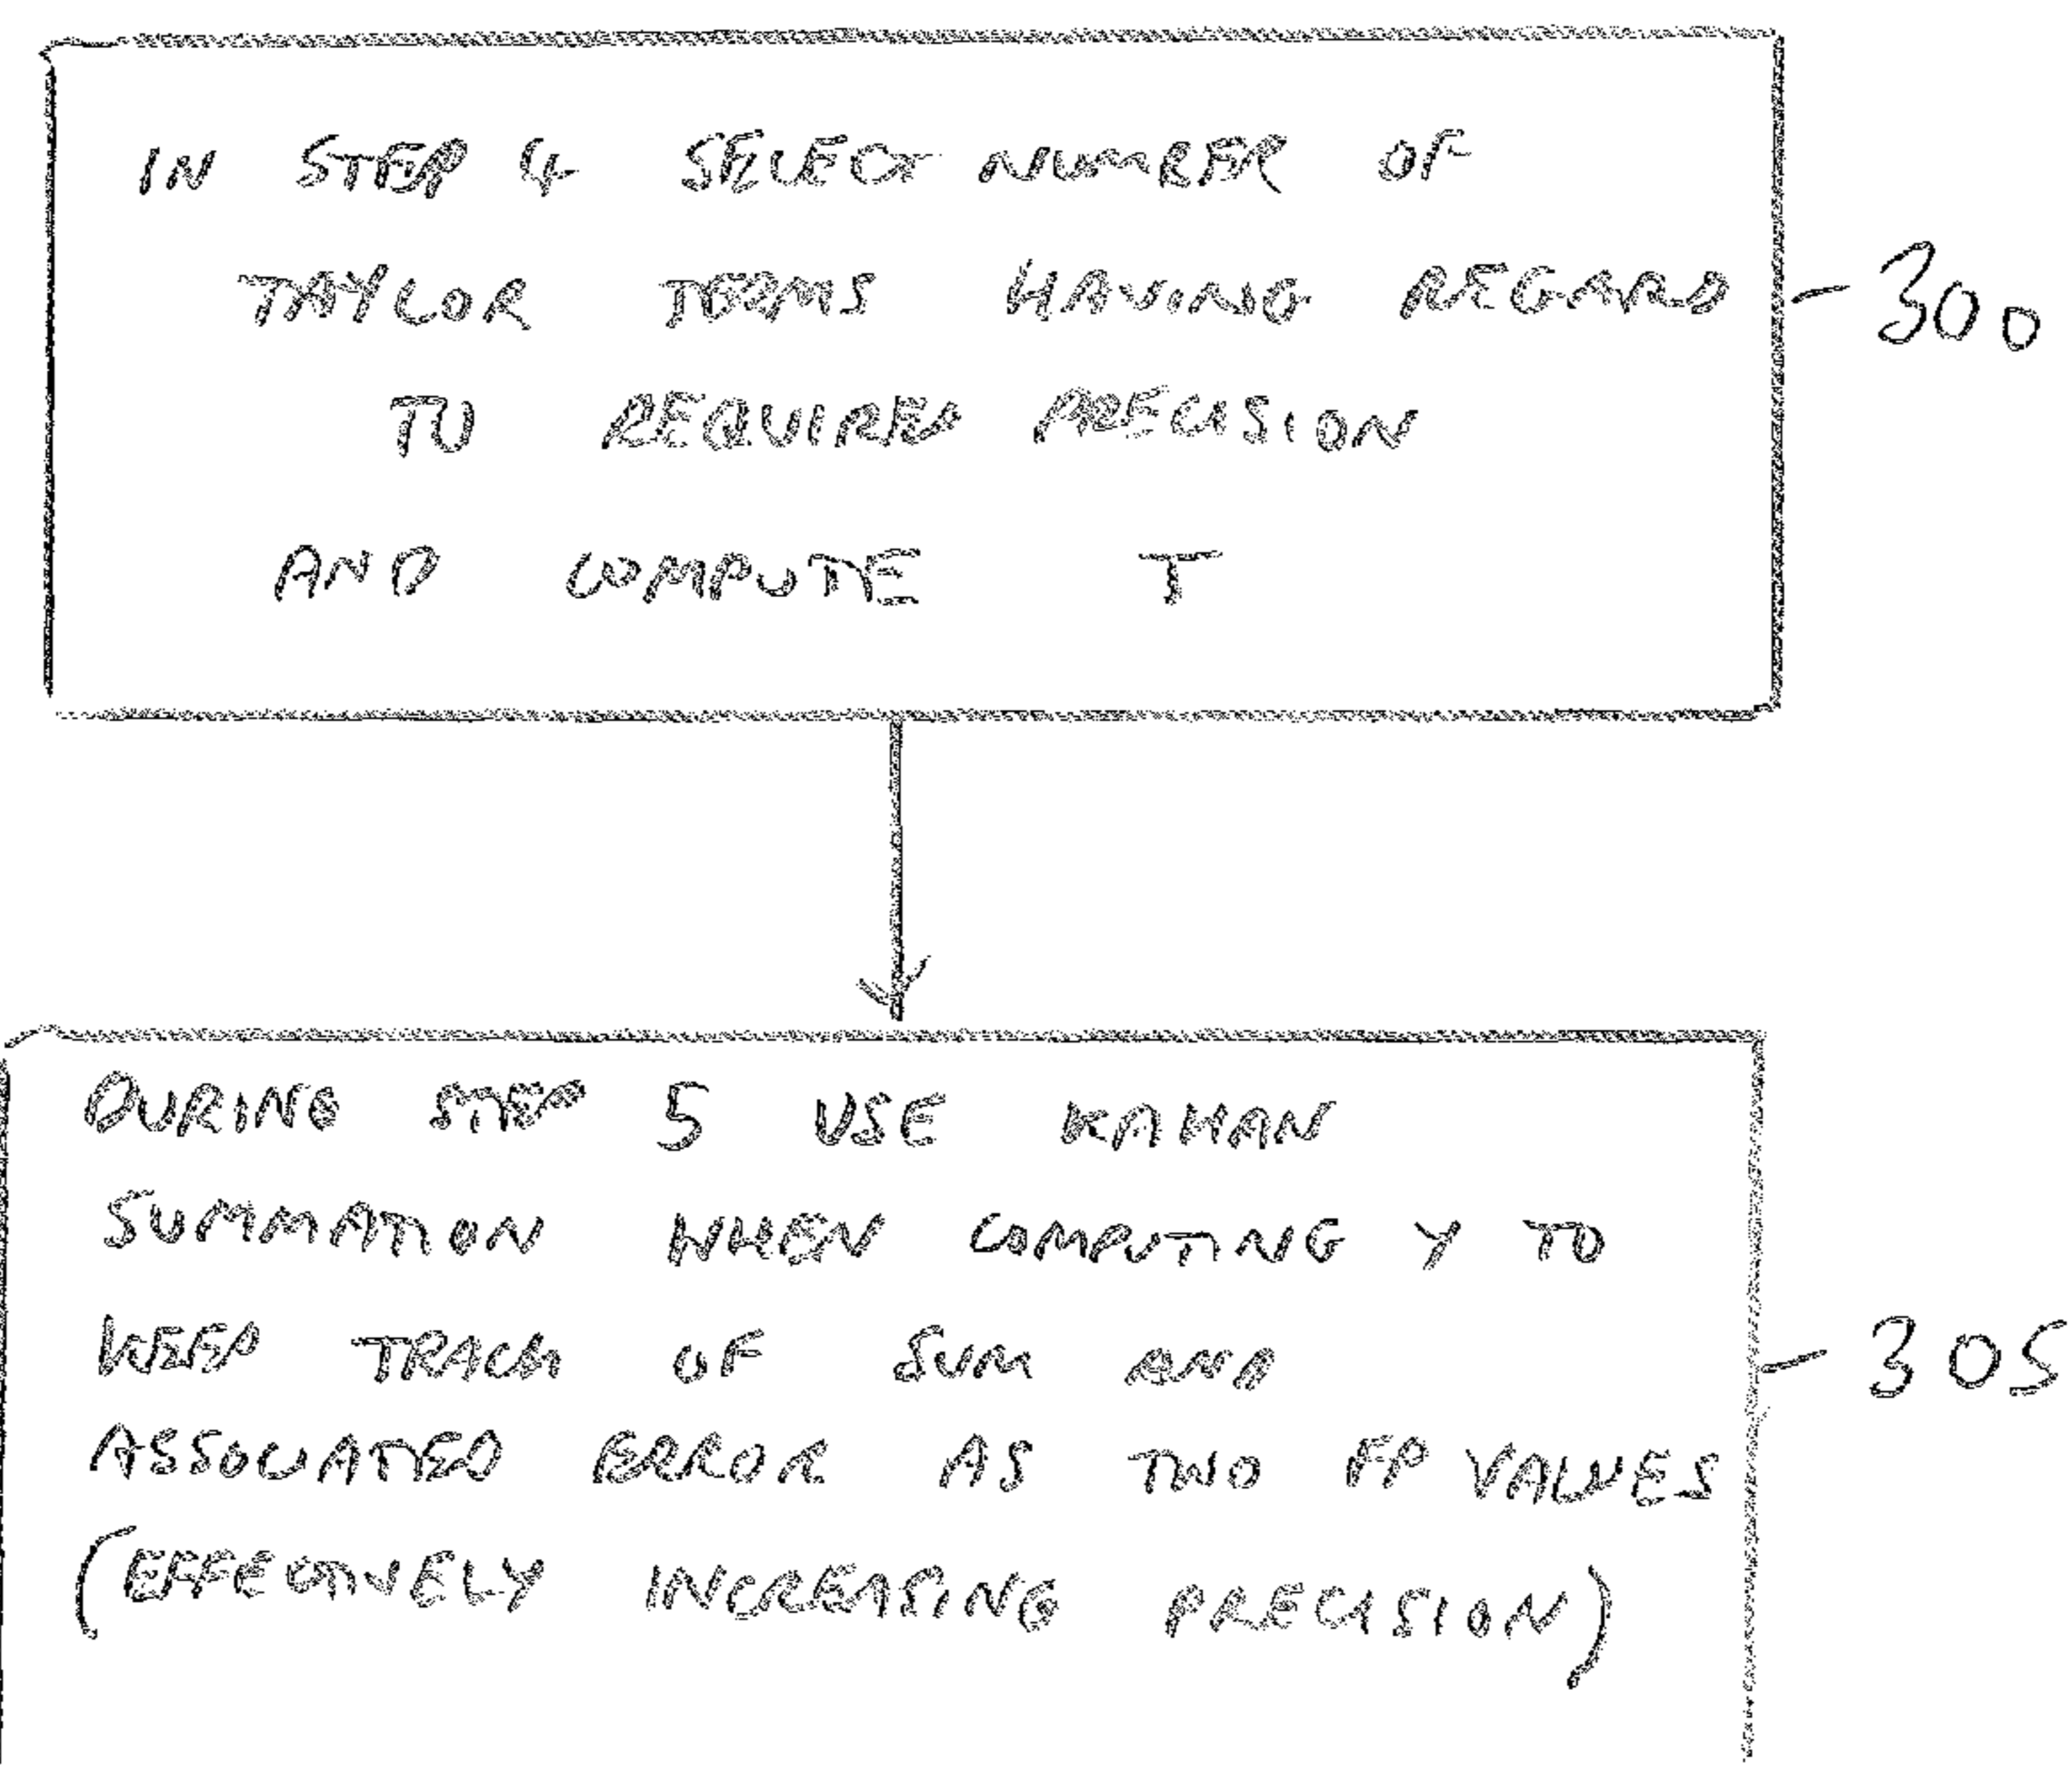 IN STEP 4 SELECT NUMBER OF
TAYLOR TERMS HAVING REGARD
TO REQUIRED PRECISION
AND COMPUTE T
300
DURING STEP 5 USE KAHAN
SUMMATION WHEN COMPUTING Y TO
KEEP TRACK OF SUM AND
ASSOCIATED ERROR AS TWO FP VALUES
(EFFECTIVELY INCREASING PRECISION)
305